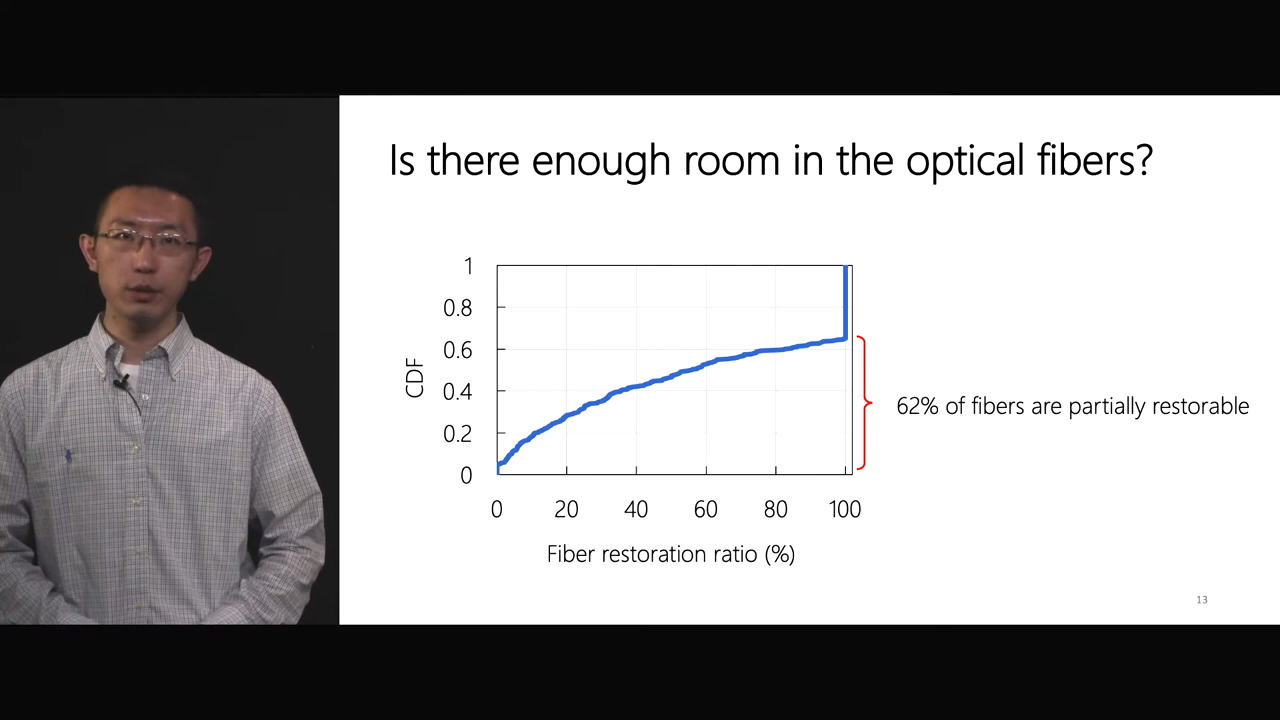 Is there enough room in the optical fibers?
1
0.8
0.6
0.4
0.2
0
CDF
0 20 40 60 80 100
Fiber restoration ratio (%)
62% of fibers are partially restorable
13